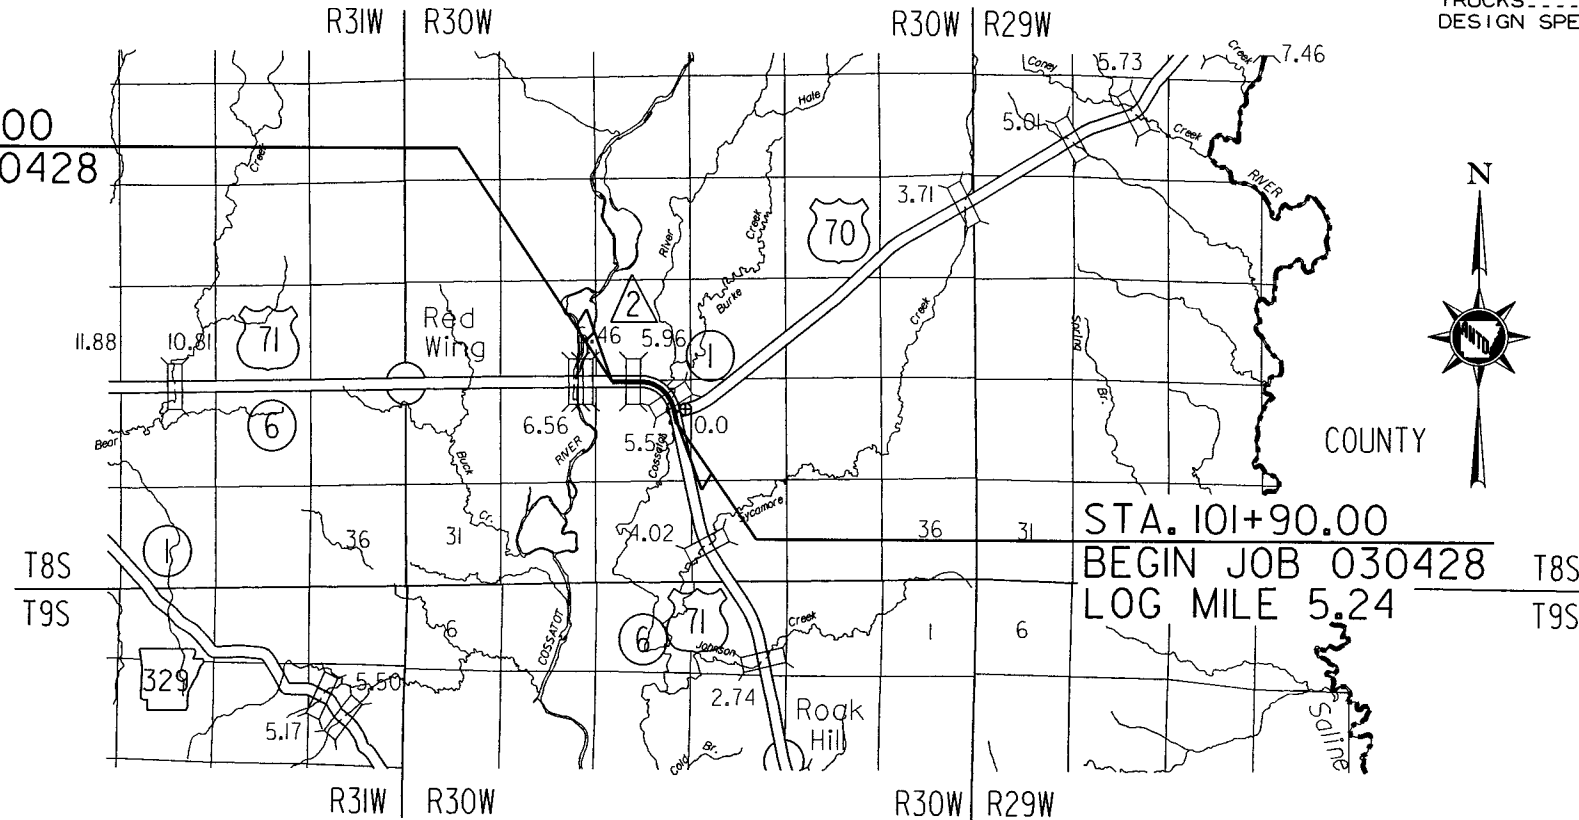 TRUCKS----
DESIGN SPE
R31W R30W
R30W R29W
Creek
7.46
Caney
5.73
Hale
5.01
Creek
00
0428
Creek
RIVER
N
3.71
70
River
Creek
Burke
2
Creek
Red
Wing
11.88
10.81
71
.46
5.96
1
Spring
Br.
AHTD
6
6.56
RIVER
5.5
0.0
Cossatot
COUNTY
Bear
Buck
Cr.
Sycamore
36
31
4.02
36
31
STA. 101+90.00
BEGIN JOB 030428
LOG MILE 5.24
1
T8S
T9S
T8S
T9S
6
COSSATOT
6
71
Johnson
Creek
1
6
329
5.50
5.17
2.74
Rock
Hill
Cold
Br.
Saline
R31W R30W
R30W R29W